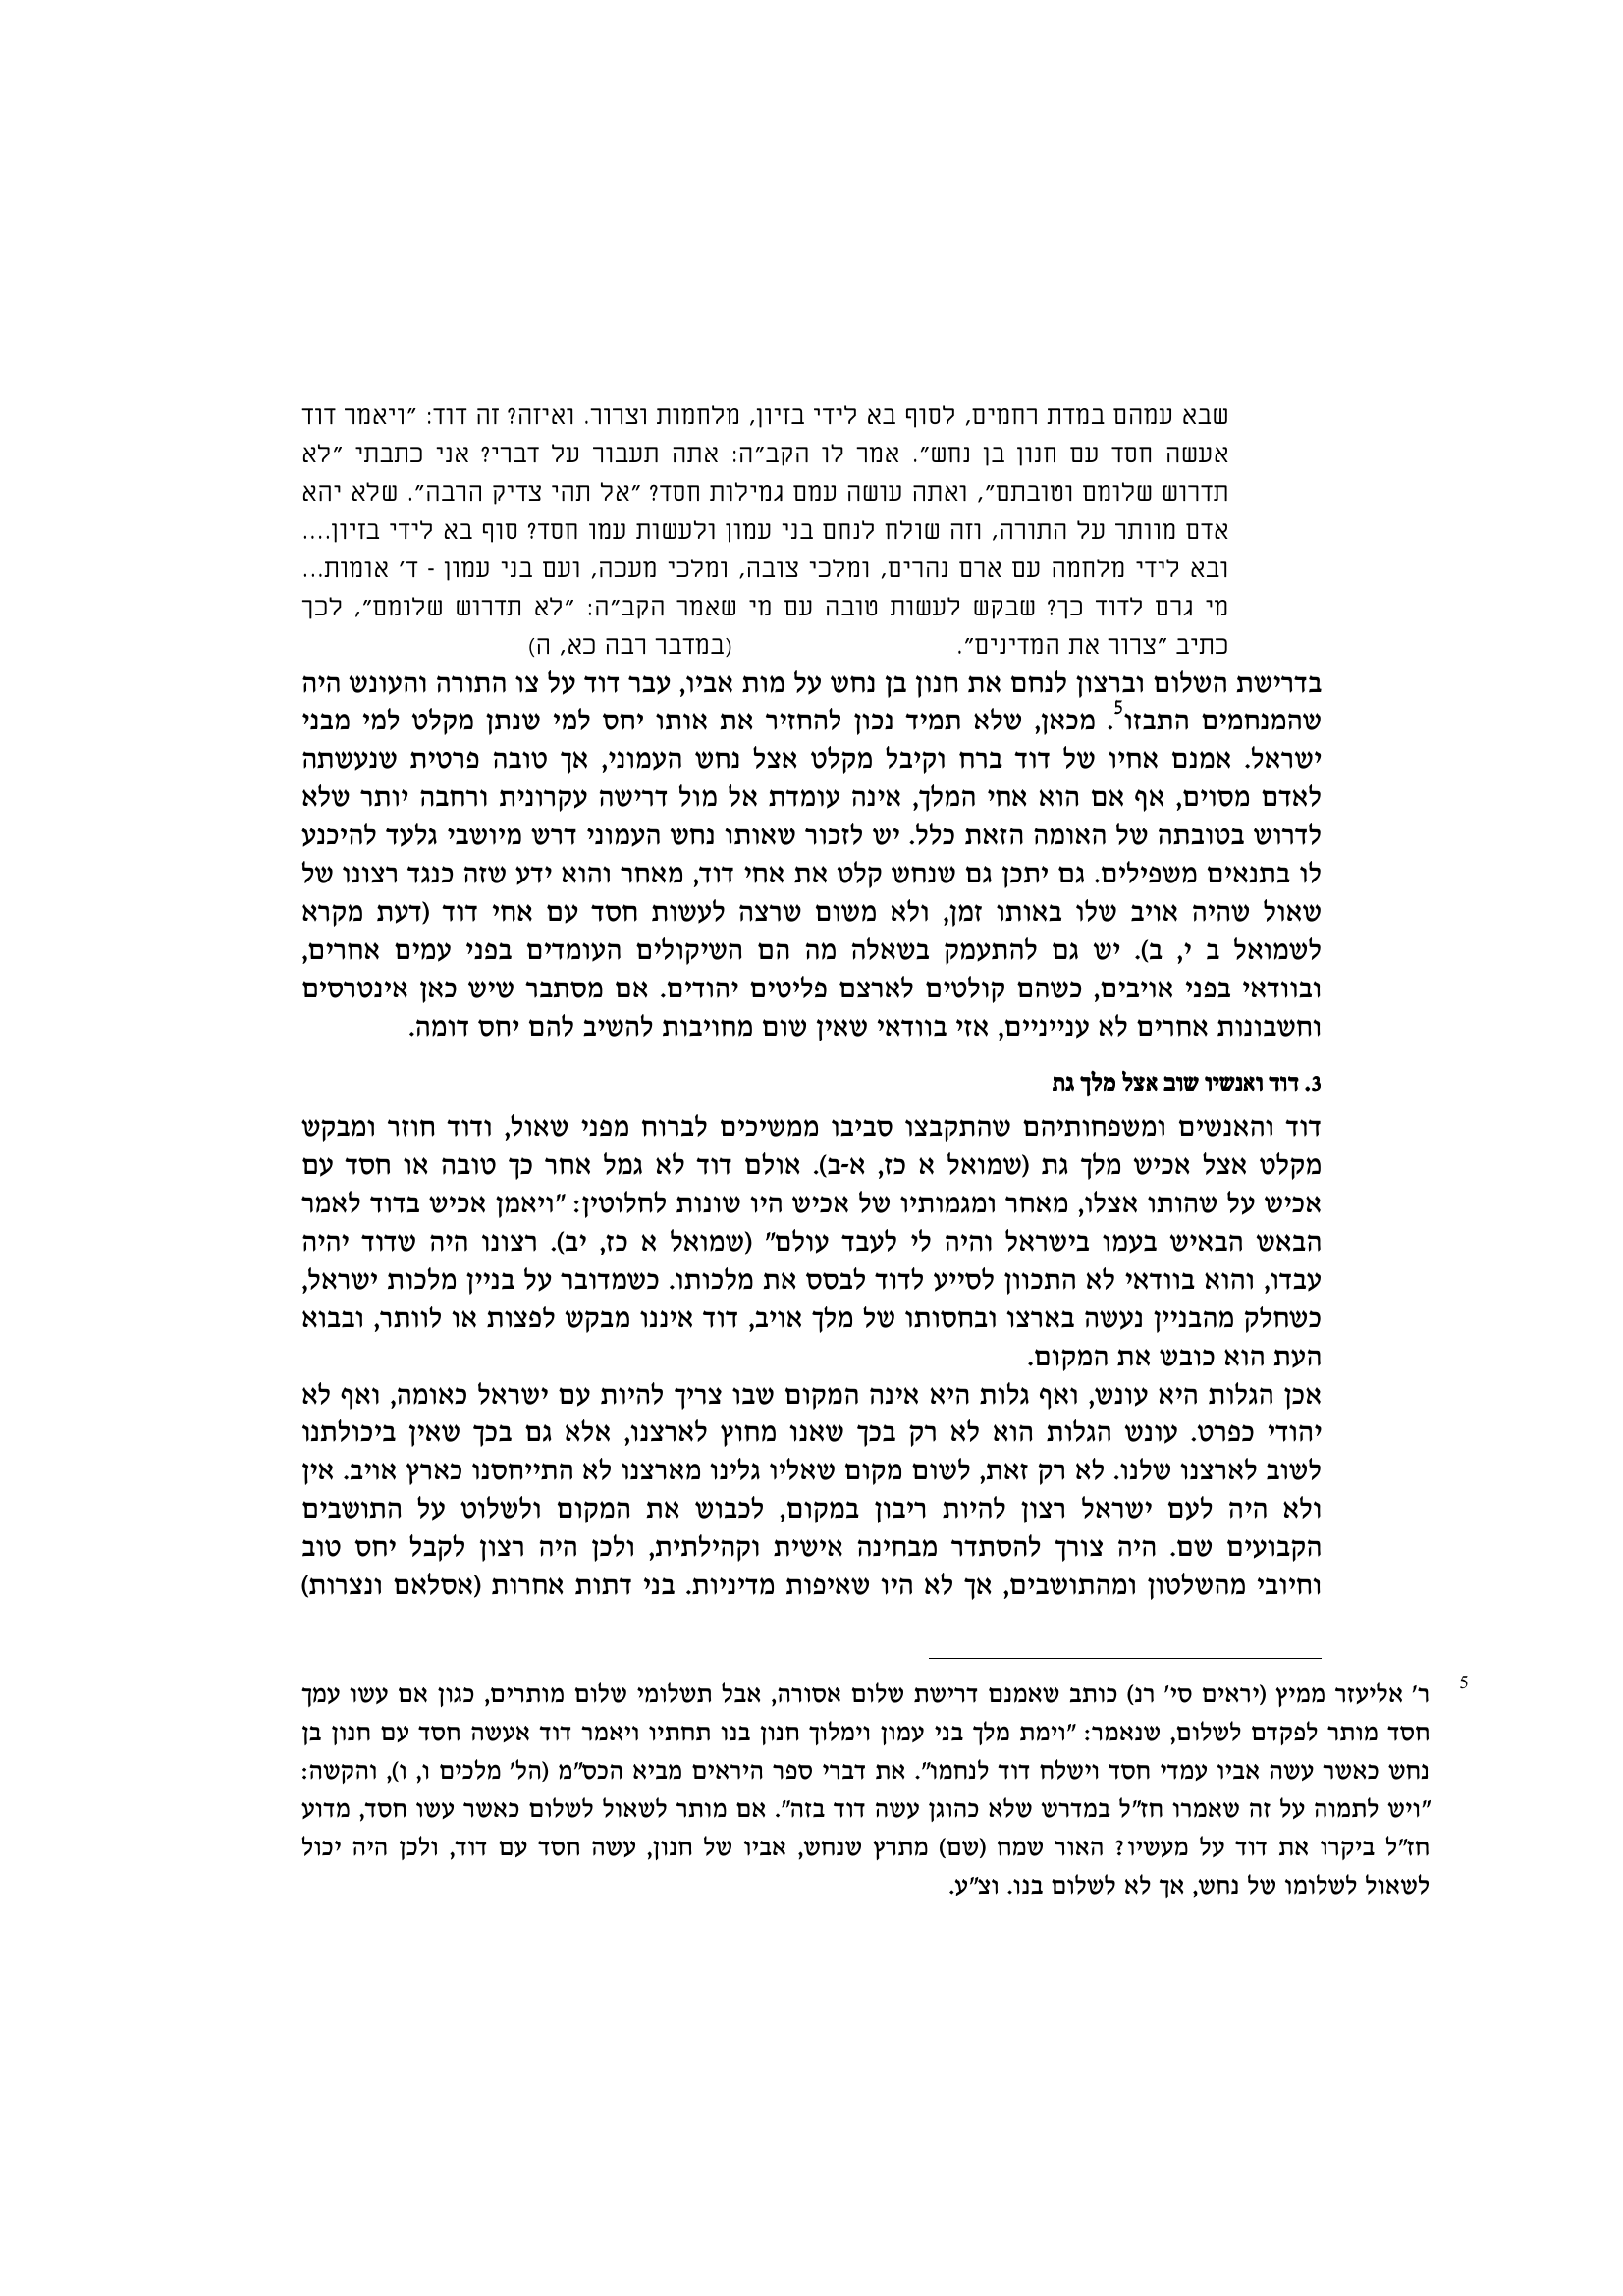 שבא עמהם במדת רחמים, לסוף בא לידי בזיון, מלחמות וצרור. ואיזה? זה דוד: "ויאמר דוד
אעשה חסד עם חנון בן נחש". אמר לו הקב"ה: אתה תעבור על דברי? אני כתבתי "לא
תדרוש שלומם וטובתם", ואתה עושה עמם גמילות חסד? "אל תהי צדיק הרבה". שלא יהא
אדם מוותר על התורה, וזה שולח לנחם בני עמון ולעשות עמו חסד? סוף בא לידי בזיון....
ובא לידי מלחמה עם ארם נהרים, ומלכי צובה, ומלכי מעכה, ועם בני עמון - ד' אומות...
מי גרם לדוד כך? שבקש לעשות טובה עם מי שאמר הקב"ה: "לא תדרוש שלומם", לכך
כתיב "צרור את המדינים". (במדבר רבה כא, ה)
בדרישת השלום וברצון לנחם את חנון בן נחש על מות אביו, עבר דוד על צו התורה והעונש היה
שהמנחמים התבזו5. מכאן, שלא תמיד נכון להחזיר את אותו יחס למי שנתן מקלט למי מבני
ישראל. אמנם אחיו של דוד ברח וקיבל מקלט אצל נחש העמוני, אך טובה פרטית שנעשתה
לאדם מסוים, אף אם הוא אחי המלך, אינה עומדת אל מול דרישה עקרונית ורחבה יותר שלא
לדרוש בטובתה של האומה הזאת כלל. יש לזכור שאותו נחש העמוני דרש מיושבי גלעד להיכנע
לו בתנאים משפילים. גם יתכן גם שנחש קלט את אחי דוד, מאחר והוא ידע שזה כנגד רצונו של
שאול שהיה אויב שלו באותו זמן, ולא משום שרצה לעשות חסד עם אחי דוד (דעת מקרא
לשמואל ב י, ב). יש גם להתעמק בשאלה מה הם השיקולים העומדים בפני עמים אחרים,
ובוודאי בפני אויבים, כשהם קולטים לארצם פליטים יהודים. אם מסתבר שיש כאן אינטרסים
וחשבונות אחרים לא ענייניים, אזי בוודאי שאין שום מחויבות להשיב להם יחס דומה.
3. דוד ואנשיו שוב אצל מלך גת
דוד והאנשים ומשפחותיהם שהתקבצו סביבו ממשיכים לברוח מפני שאול, ודוד חוזר ומבקש
מקלט אצל אכיש מלך גת (שמואל א כז, א-ב). אולם דוד לא גמל אחר כך טובה או חסד עם
אכיש על שהותו אצלו, מאחר ומגמותיו של אכיש היו שונות לחלוטין: "ויאמן אכיש בדוד לאמר
הבאש הבאיש בעמו בישראל והיה לי לעבד עולם" (שמואל א כז, יב). רצונו היה שדוד יהיה
עבדו, והוא בוודאי לא התכוון לסייע לדוד לבסס את מלכותו. כשמדובר על בניין מלכות ישראל,
כשחלק מהבניין נעשה בארצו ובחסותו של מלך אויב, דוד איננו מבקש לפצות או לוותר, ובבוא
העת הוא כובש את המקום.
אכן הגלות היא עונש, ואף גלות היא אינה המקום שבו צריך להיות עם ישראל כאומה, ואף לא
יהודי כפרט. עונש הגלות הוא לא רק בכך שאנו מחוץ לארצנו, אלא גם בכך שאין ביכולתנו
לשוב לארצנו שלנו. לא רק זאת, לשום מקום שאליו גלינו מארצנו לא התייחסנו כארץ אויב. אין
ולא היה לעם ישראל רצון להיות ריבון במקום, לכבוש את המקום ולשלוט על התושבים
הקבועים שם. היה צורך להסתדר מבחינה אישית וקהילתית, ולכן היה רצון לקבל יחס טוב
וחיובי מהשלטון ומהתושבים, אך לא היו שאיפות מדיניות. בני דתות אחרות (אסלאם ונצרות)
5 ר' אליעזר ממיץ (יראים סי' רנ) כותב שאמנם דרישת שלום אסורה, אבל תשלומי שלום מותרים, כגון אם עשו עמך
חסד מותר לפקדם לשלום, שנאמר: "וימת מלך בני עמון וימלוך חנון בנו תחתיו ויאמר דוד אעשה חסד עם חנון בן
נחש כאשר עשה אביו עמדי חסד וישלח דוד לנחמו". את דברי ספר היראים מביא הכס"מ (הל' מלכים ו, ו), והקשה:
"ויש לתמוה על זה שאמרו חז"ל במדרש שלא כהוגן עשה דוד בזה". אם מותר לשאול לשלום כאשר עשו חסד, מדוע
חז"ל ביקרו את דוד על מעשיו? האור שמח (שם) מתרץ שנחש, אביו של חנון, עשה חסד עם דוד, ולכן היה יכול
לשאול לשלומו של נחש, אך לא לשלום בנו. וצ"ע.